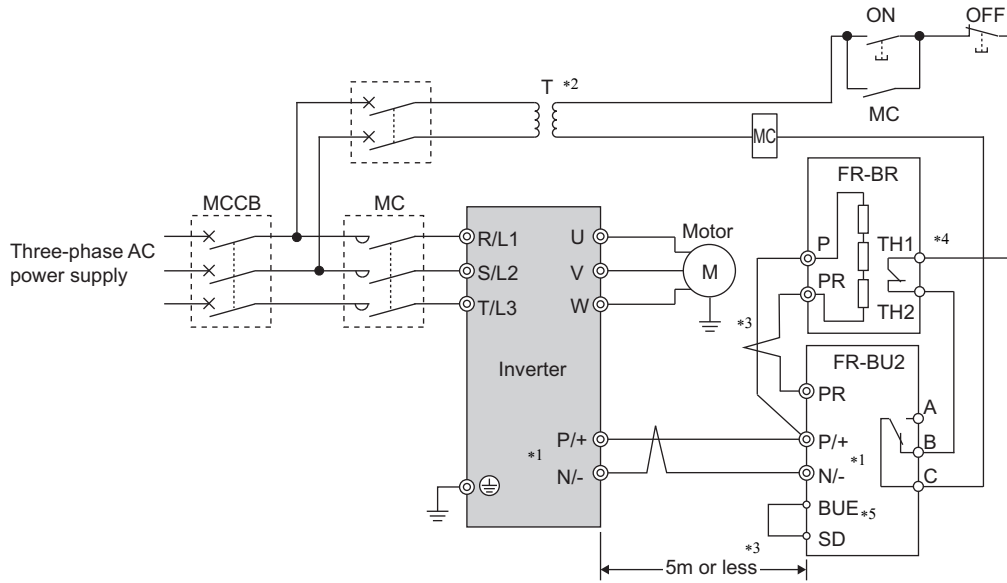 ON
OFF
T *2
MC
MC
FR-BR
MCCB
MC
Three-phase AC
power supply
R/L1
S/L2
T/L3
U
V
W
Motor
M
P
PR
TH1
TH2
*4
*3
Inverter
FR-BU2
PR
A
B
C
P/+
N/-
*1
P/+
N/-
*1
BUE
*5
SD
*3
5m or less